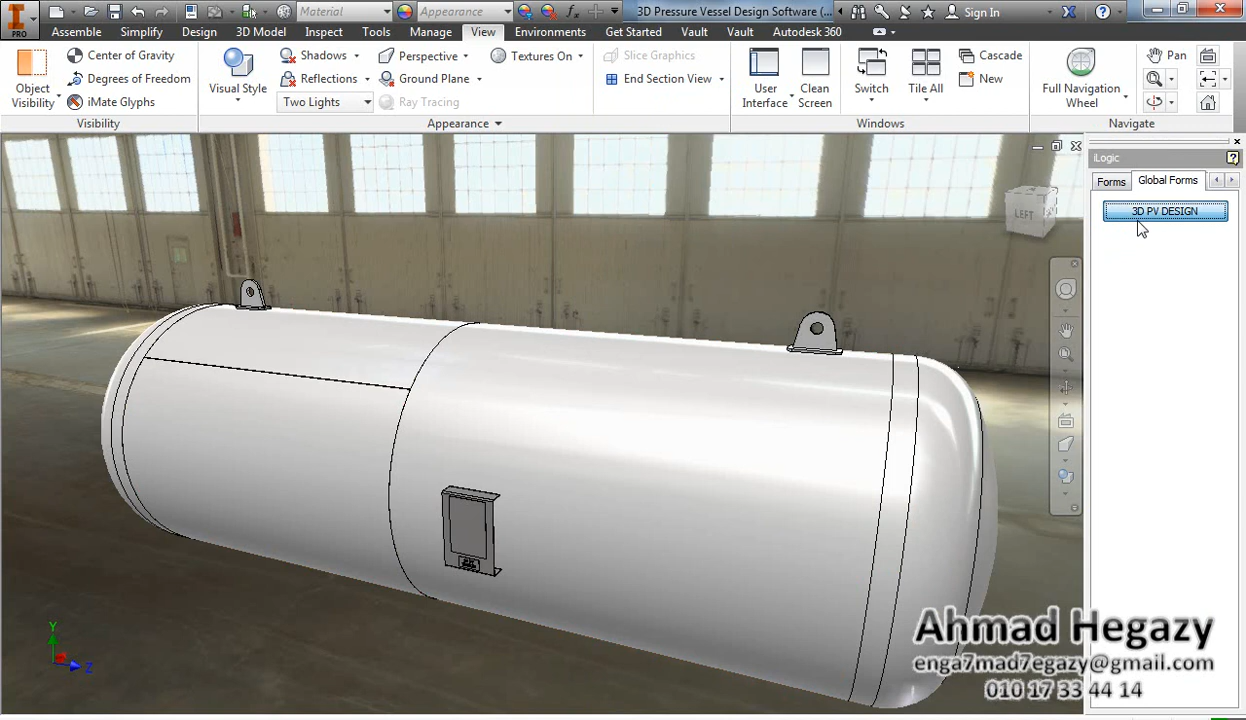 Material
Appearance
3D Pressure Vessel Design Software (...
Sign In
PRO
Assemble
Simplify
Design
3D Model
Inspect
Tools
Manage
View
Environments
Get Started
Vault
Vault
Autodesk 360
Object
Visibility
Center of Gravity
Degrees of Freedom
iMate Glyphs
Visibility
Visual Style
Shadows
Reflections
Two Lights
Perspective
Ground Plane
Ray Tracing
Textures On
Appearance
Slice Graphics
End Section View
User
Interface
Clean
Screen
Switch
Tile All
Cascade
New
Windows
Full Navigation
Wheel
Pan
Navigate
iLogic
Forms
Global Forms
3D PV DESIGN
LEFT
Y
Z
Ahmad Hegazy
enga7mad7egazy@gmail.com
010 17 33 44 14